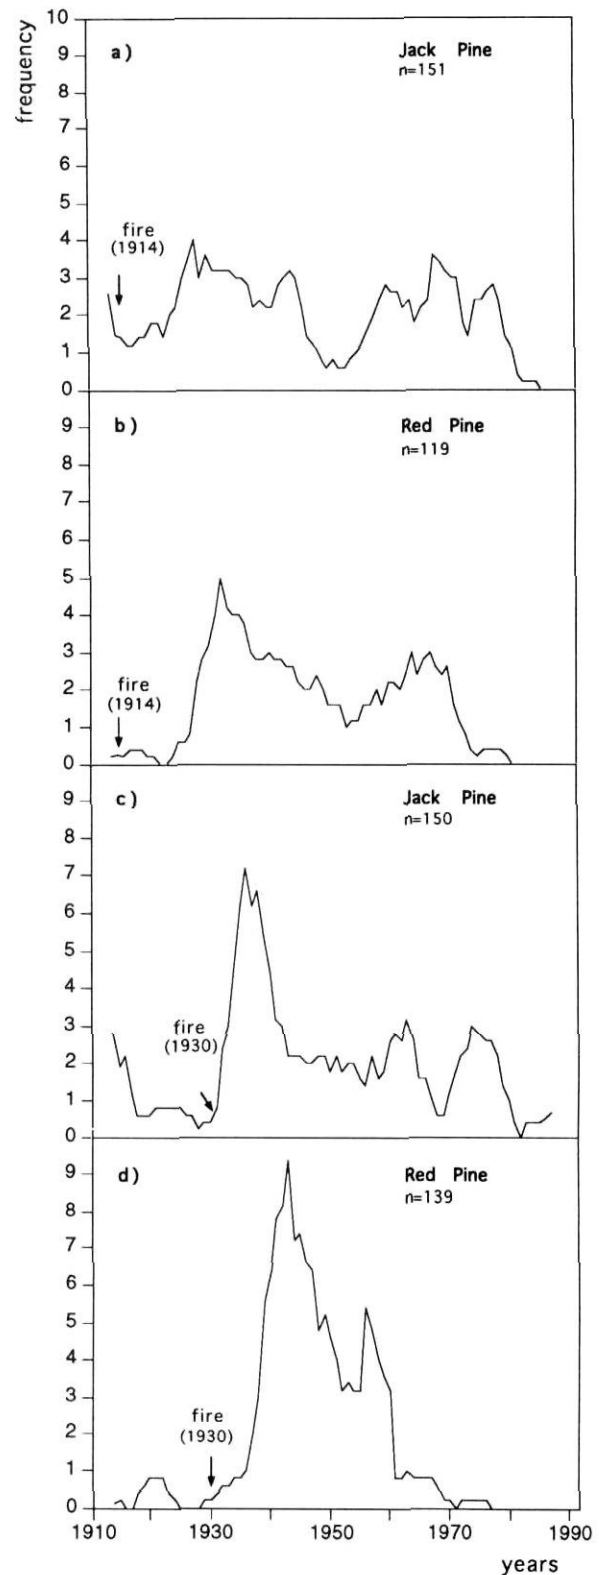 frequency
10
9
8
7
6
5
4
3
2
1
0
a)
Jack Pine
n=151
fire
(1914)
9
8
7
6
5
4
3
2
1
0
b)
Red Pine
n=119
fire
(1914)
9
8
7
6
5
4
3
2
1
0
c)
Jack Pine
n=150
fire
(1930)
9
8
7
6
5
4
3
2
1
0
d)
Red Pine
n=139
fire
(1930)
1910 1930 1950 1970 1990
years